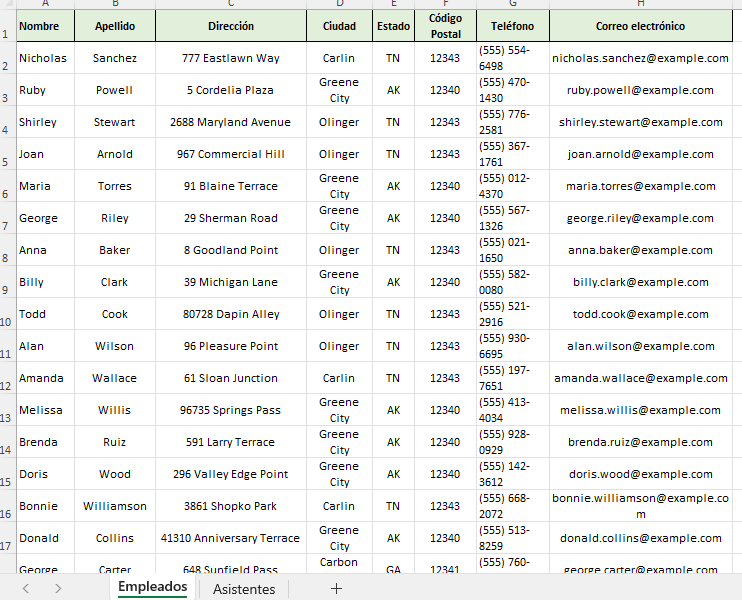 A B C D E F G H
1 Nombre Apellido Dirección Ciudad Estado Código Postal Teléfono Correo electrónico
2 Nicholas Sanchez 777 Eastlawn Way Carlin TN 12343 (555) 554-6498 nicholas.sanchez@example.com
3 Ruby Powell 5 Cordelia Plaza Greene City AK 12340 (555) 470-1430 ruby.powell@example.com
4 Shirley Stewart 2688 Maryland Avenue Olinger TN 12343 (555) 776-2581 shirley.stewart@example.com
5 Joan Arnold 967 Commercial Hill Olinger TN 12343 (555) 367-1761 joan.arnold@example.com
6 Maria Torres 91 Blaine Terrace Greene City AK 12340 (555) 012-4370 maria.torres@example.com
7 George Riley 29 Sherman Road Greene City AK 12340 (555) 567-1326 george.riley@example.com
8 Anna Baker 8 Goodland Point Olinger TN 12343 (555) 021-1650 anna.baker@example.com
9 Billy Clark 39 Michigan Lane Greene City AK 12340 (555) 582-0080 billy.clark@example.com
10 Todd Cook 80728 Dapin Alley Olinger TN 12343 (555) 521-2916 todd.cook@example.com
11 Alan Wilson 96 Pleasure Point Olinger TN 12343 (555) 930-6695 alan.wilson@example.com
12 Amanda Wallace 61 Sloan Junction Carlin TN 12343 (555) 197-7651 amanda.wallace@example.com
13 Melissa Willis 96735 Springs Pass Greene City AK 12340 (555) 413-4034 melissa.willis@example.com
14 Brenda Ruiz 591 Larry Terrace Greene City AK 12340 (555) 928-0929 brenda.ruiz@example.com
15 Doris Wood 296 Valley Edge Point Greene City AK 12340 (555) 142-3612 doris.wood@example.com
16 Bonnie Williamson 3861 Shopko Park Carlin TN 12343 (555) 668-2072 bonnie.williamson@example.com
17 Donald Collins 41310 Anniversary Terrace Greene City AK 12340 (555) 513-8259 donald.collins@example.com
George Carter 648 Sunfield Pass Carbon GA 12341 (555) 760- george.carter@example.com
Empleados Asistentes +